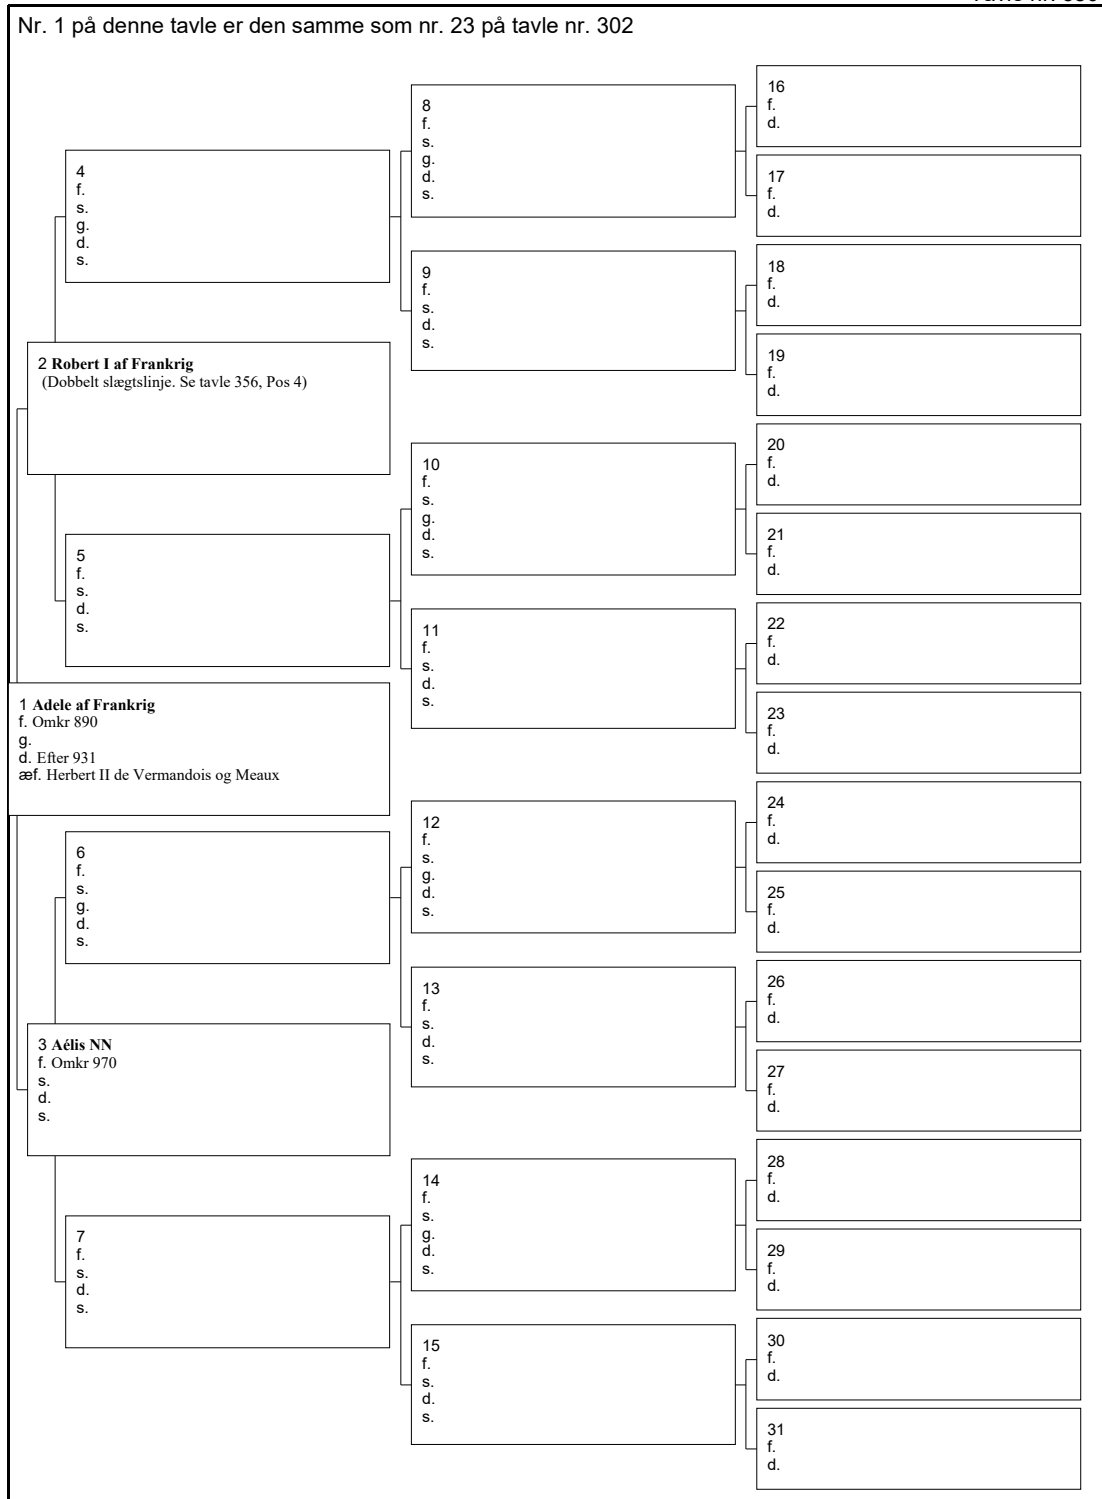 Nr. 1 på denne tavle er den samme som nr. 23 på tavle nr. 302
16
f.
d.
8
f.
s.
g.
d.
s.
17
f.
d.
4
f.
s.
g.
d.
s.
18
f.
d.
9
f.
s.
d.
s.
19
f.
d.
2 Robert I af Frankrig
(Dobbelt slægtslinje. Se tavle 356, Pos 4)
20
f.
d.
10
f.
s.
g.
d.
s.
21
f.
d.
5
f.
s.
d.
s.
22
f.
d.
11
f.
s.
d.
s.
23
f.
d.
1 Adele af Frankrig
f. Omkr 890
g.
d. Efter 931
æf. Herbert II de Vermandois og Meaux
24
f.
d.
12
f.
s.
g.
d.
s.
25
f.
d.
6
f.
s.
g.
d.
s.
26
f.
d.
13
f.
s.
d.
s.
27
f.
d.
3 Aélis NN
f. Omkr 970
s.
d.
s.
28
f.
d.
14
f.
s.
g.
d.
s.
29
f.
d.
7
f.
s.
d.
s.
30
f.
d.
15
f.
s.
d.
s.
31
f.
d.